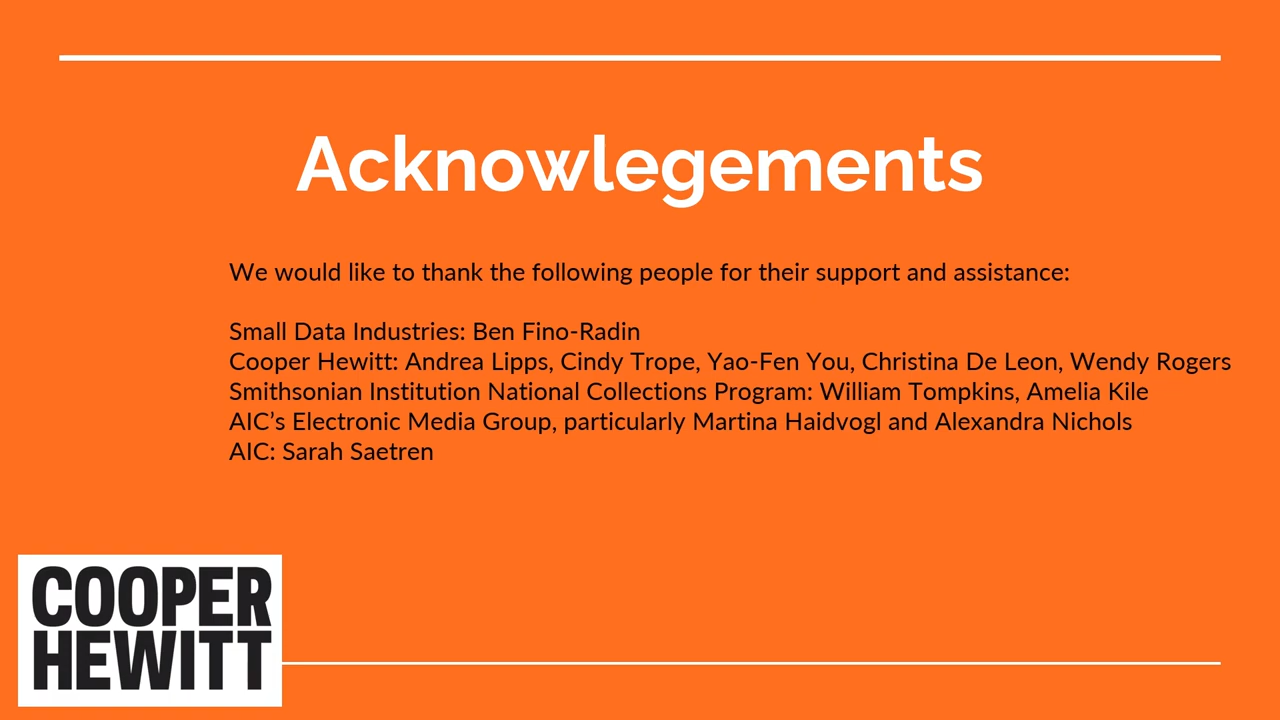 Acknowlegements
We would like to thank the following people for their support and assistance:
Small Data Industries: Ben Fino-Radin
Cooper Hewitt: Andrea Lipps, Cindy Trope, Yao-Fen You, Christina De Leon, Wendy Rogers
Smithsonian Institution National Collections Program: William Tompkins, Amelia Kile
AIC’s Electronic Media Group, particularly Martina Haidvogl and Alexandra Nichols
AIC: Sarah Saetren
COOPER
HEWITT